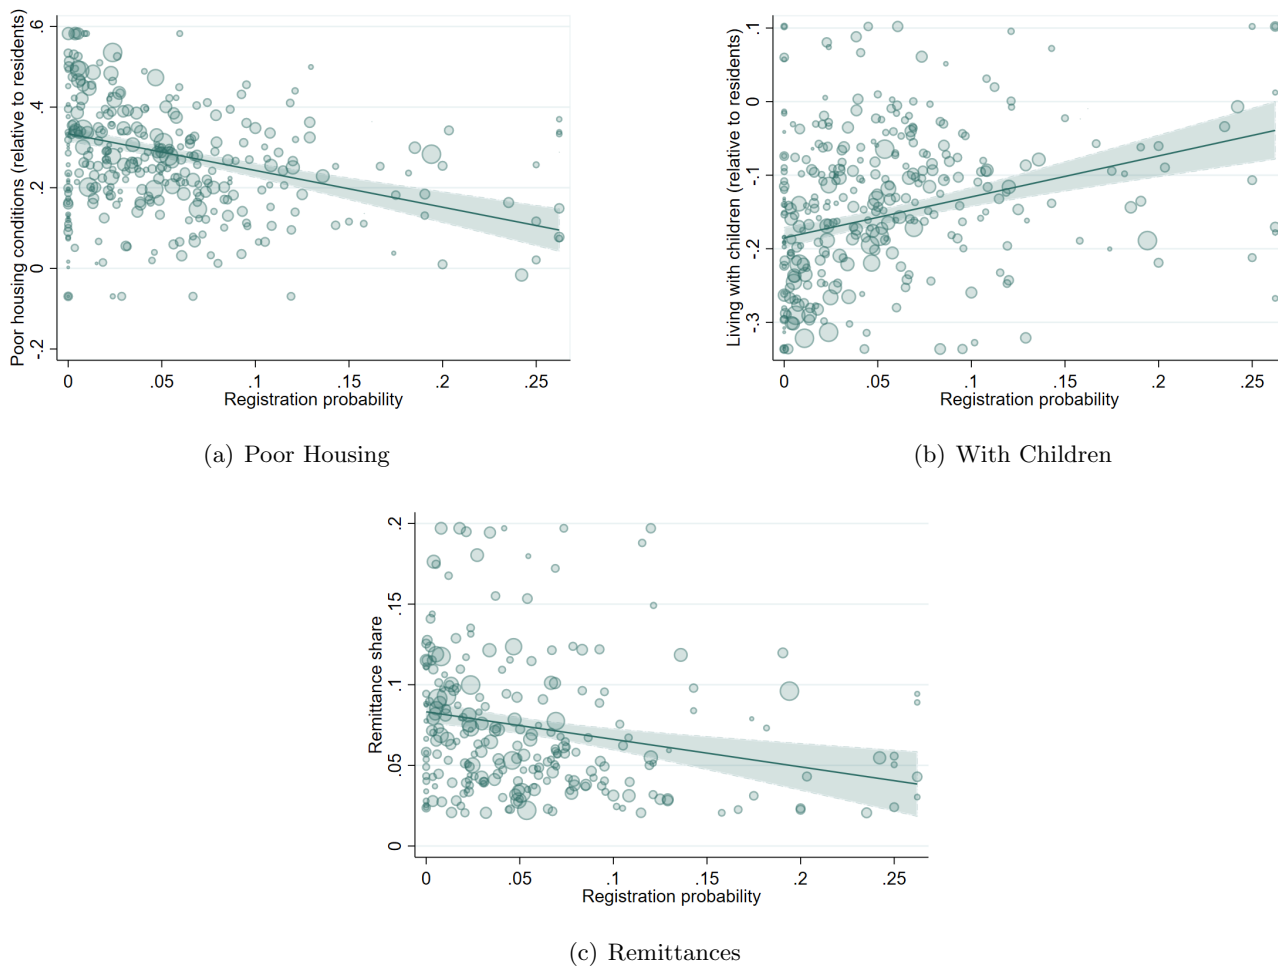 Poor housing conditions (relative to residents)
.6
.4
.2
0
-.2
0 .05 .1 .15 .2 .25
Registration probability
(a) Poor Housing
Living with children (relative to residents)
.1
0
-.1
-.2
-.3
0 .05 .1 .15 .2 .25
Registration probability
(b) With Children
Remittance share
.2
.15
.1
.05
0
0 .05 .1 .15 .2 .25
Registration probability
(c) Remittances